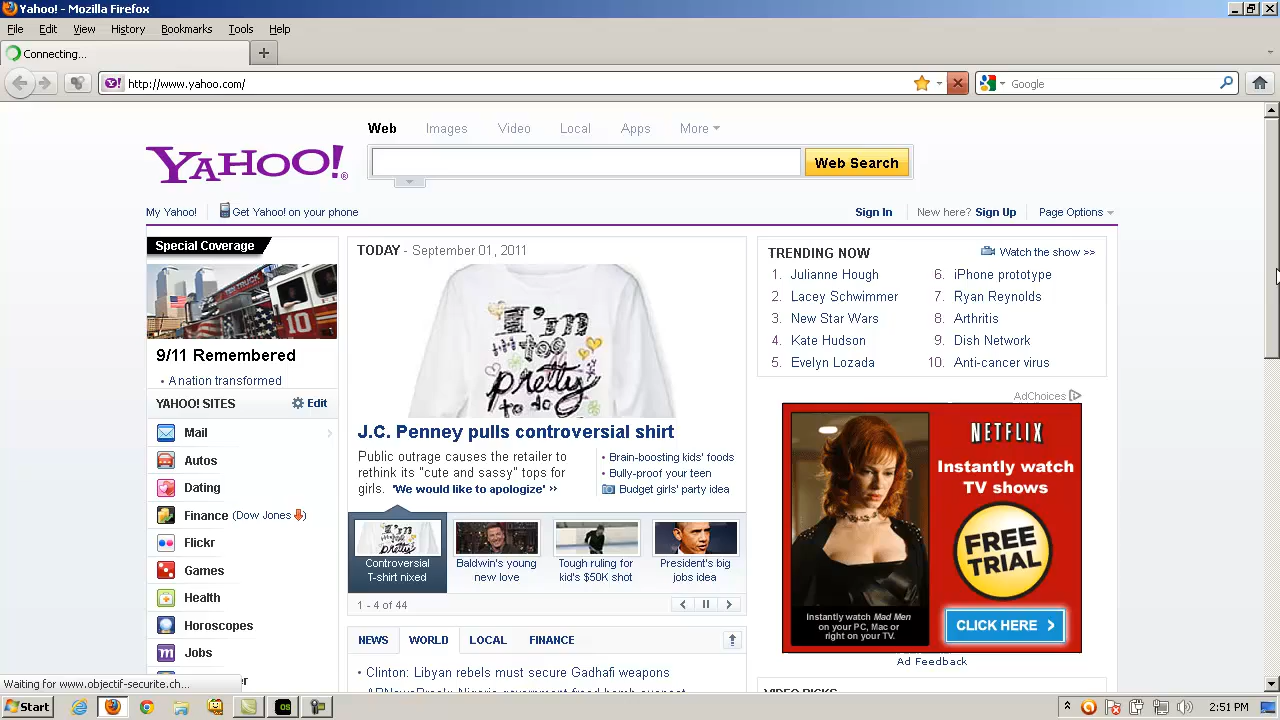 Yahoo! - Mozilla Firefox
File Edit View History Bookmarks Tools Help
Connecting...
http://www.yahoo.com/
Google
Web Images Video Local Apps More
YAHOO!
Web Search
My Yahoo! Get Yahoo! on your phone
Sign In New here? Sign Up Page Options
Special Coverage
10
9/11 Remembered
• A nation transformed
YAHOO! SITES Edit
Mail
Autos
Dating
Finance (Dow Jones)
Flickr
Games
Health
Horoscopes
Jobs
TODAY - September 01, 2011
I'm
too
pretty
to do
J.C. Penney pulls controversial shirt
Public outrage causes the retailer to
rethink its "cute and sassy" tops for
girls. 'We would like to apologize' »
• Brain-boosting kids' foods
• Bully-proof your teen
Budget girls' party idea
Controversial
T-shirt nixed
Baldwin's young
new love
Tough ruling for
kid's $50K shot
President's big
jobs idea
1 - 4 of 44
NEWS WORLD LOCAL FINANCE
• Clinton: Libyan rebels must secure Gadhafi weapons
TRENDING NOW Watch the show >>
1. Julianne Hough
2. Lacey Schwimmer
3. New Star Wars
4. Kate Hudson
5. Evelyn Lozada
6. iPhone prototype
7. Ryan Reynolds
8. Arthritis
9. Dish Network
10. Anti-cancer virus
AdChoices
NETFLIX
Instantly watch
TV shows
FREE
TRIAL
CLICK HERE >
Instantly watch Mad Men
on your PC, Mac or
right on your TV.
Ad Feedback
VIDEO PICKS
Waiting for www.objectif-securite.ch...
Start
2:51 PM